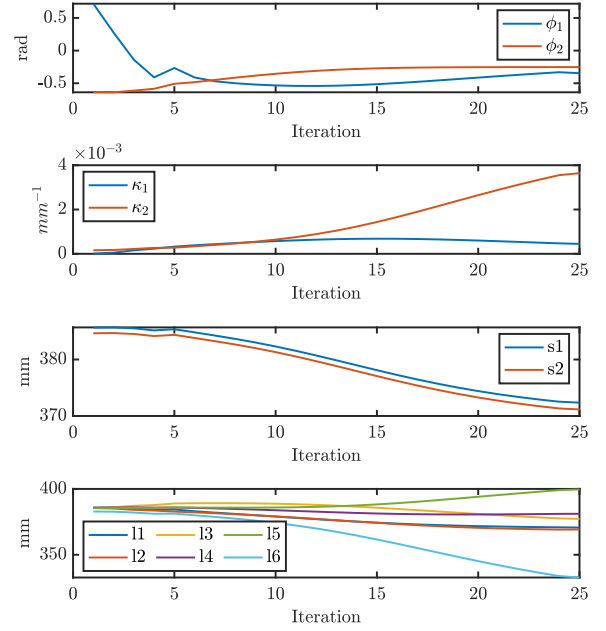 0.5
0
-0.5
rad
ϕ₁
ϕ₂
0 5 10 15 20 25
Iteration
×10⁻³
4
2
0
mm⁻¹
κ₁
κ₂
0 5 10 15 20 25
Iteration
380
370
mm
s1
s2
0 5 10 15 20 25
Iteration
400
350
mm
l1 l3 l5
l2 l4 l6
0 5 10 15 20 25
Iteration